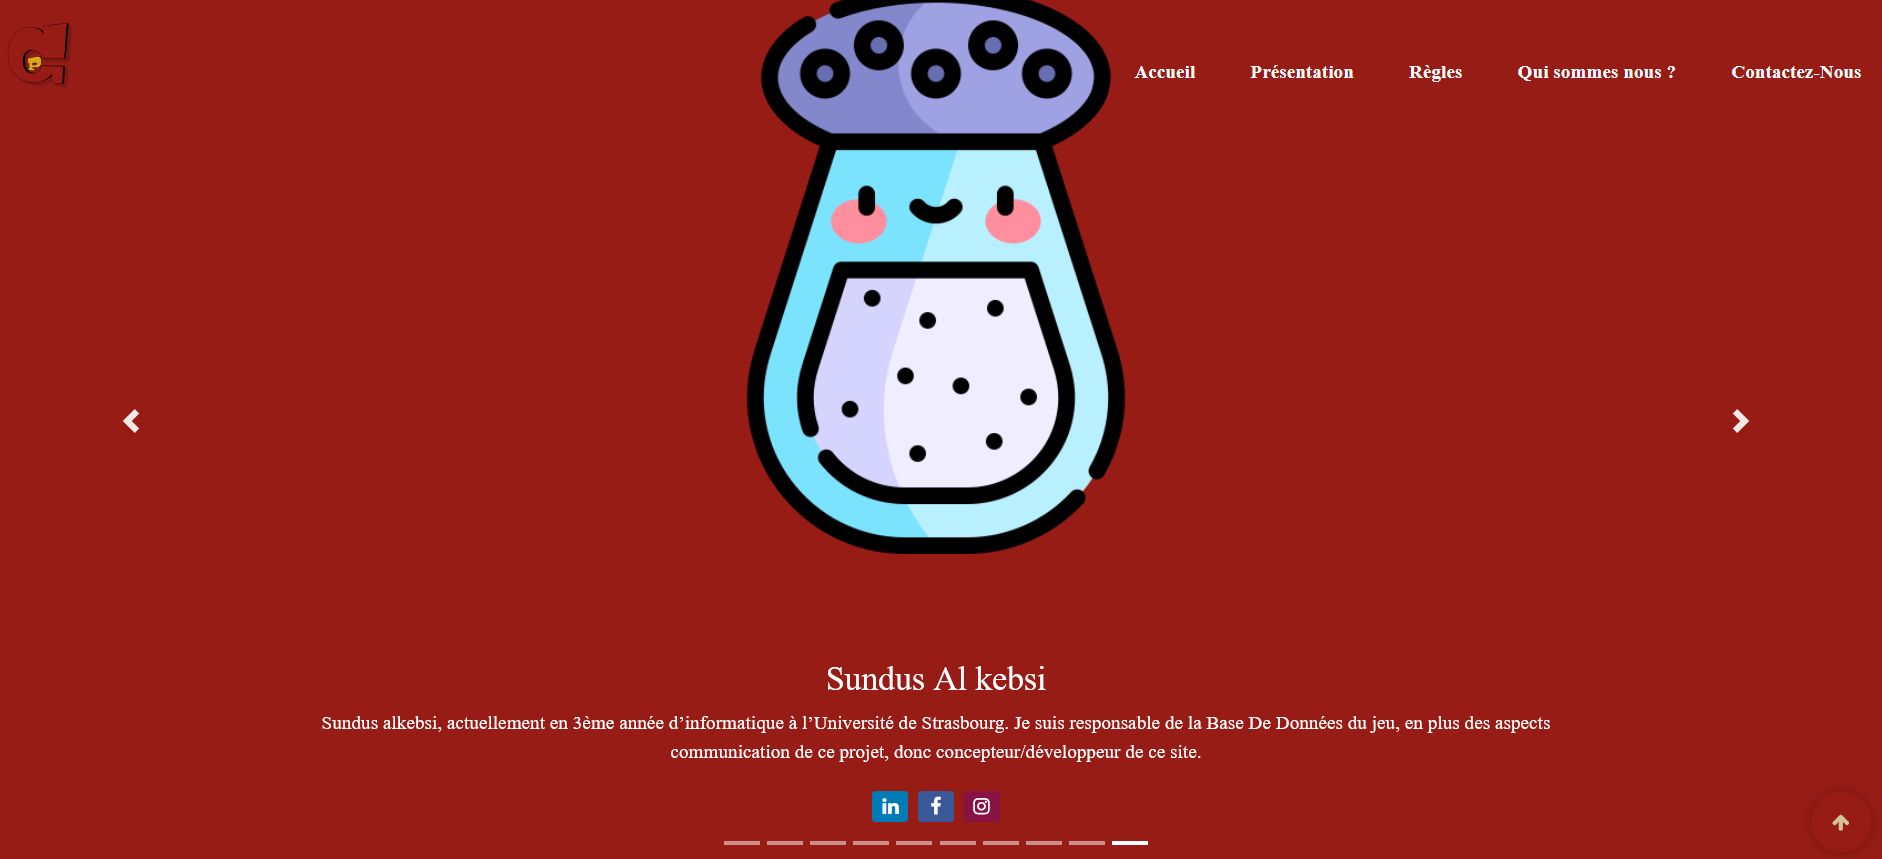 Accueil Présentation Règles Qui sommes nous ? Contactez-Nous
Sundus Al kebsi
Sundus alkebsi, actuellement en 3ème année d’informatique à l’Université de Strasbourg. Je suis responsable de la Base De Données du jeu, en plus des aspects
communication de ce projet, donc concepteur/développeur de ce site.